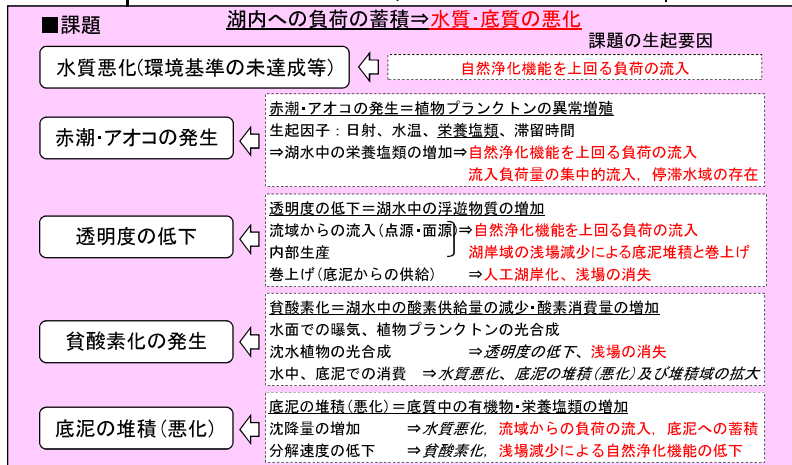 湖内への負荷の蓄積⇒水質・底質の悪化
■課題
課題の生起要因
水質悪化(環境基準の未達成等)
自然浄化機能を上回る負荷の流入
赤潮・アオコの発生
赤潮・アオコの発生＝植物プランクトンの異常増殖
生起因子：日射、水温、栄養塩類、滞留時間
⇒湖水中の栄養塩類の増加⇒自然浄化機能を上回る負荷の流入
流入負荷量の集中的流入，停滞水域の存在
透明度の低下
透明度の低下＝湖水中の浮遊物質の増加
流域からの流入(点源・面源)⇒自然浄化機能を上回る負荷の流入
内部生産 湖岸域の浅場減少による底泥堆積と巻上げ
巻上げ(底泥からの供給) ⇒人工湖岸化、浅場の消失
貧酸素化の発生
貧酸素化＝湖水中の酸素供給量の減少・酸素消費量の増加
水面での曝気、植物プランクトンの光合成
沈水植物の光合成 ⇒透明度の低下、浅場の消失
水中、底泥での消費 ⇒水質悪化、底泥の堆積(悪化)及び堆積域の拡大
底泥の堆積(悪化)
底泥の堆積(悪化)＝底質中の有機物・栄養塩類の増加
沈降量の増加 ⇒水質悪化，流域からの負荷の流入，底泥への蓄積
分解速度の低下 ⇒貧酸素化，浅場減少による自然浄化機能の低下